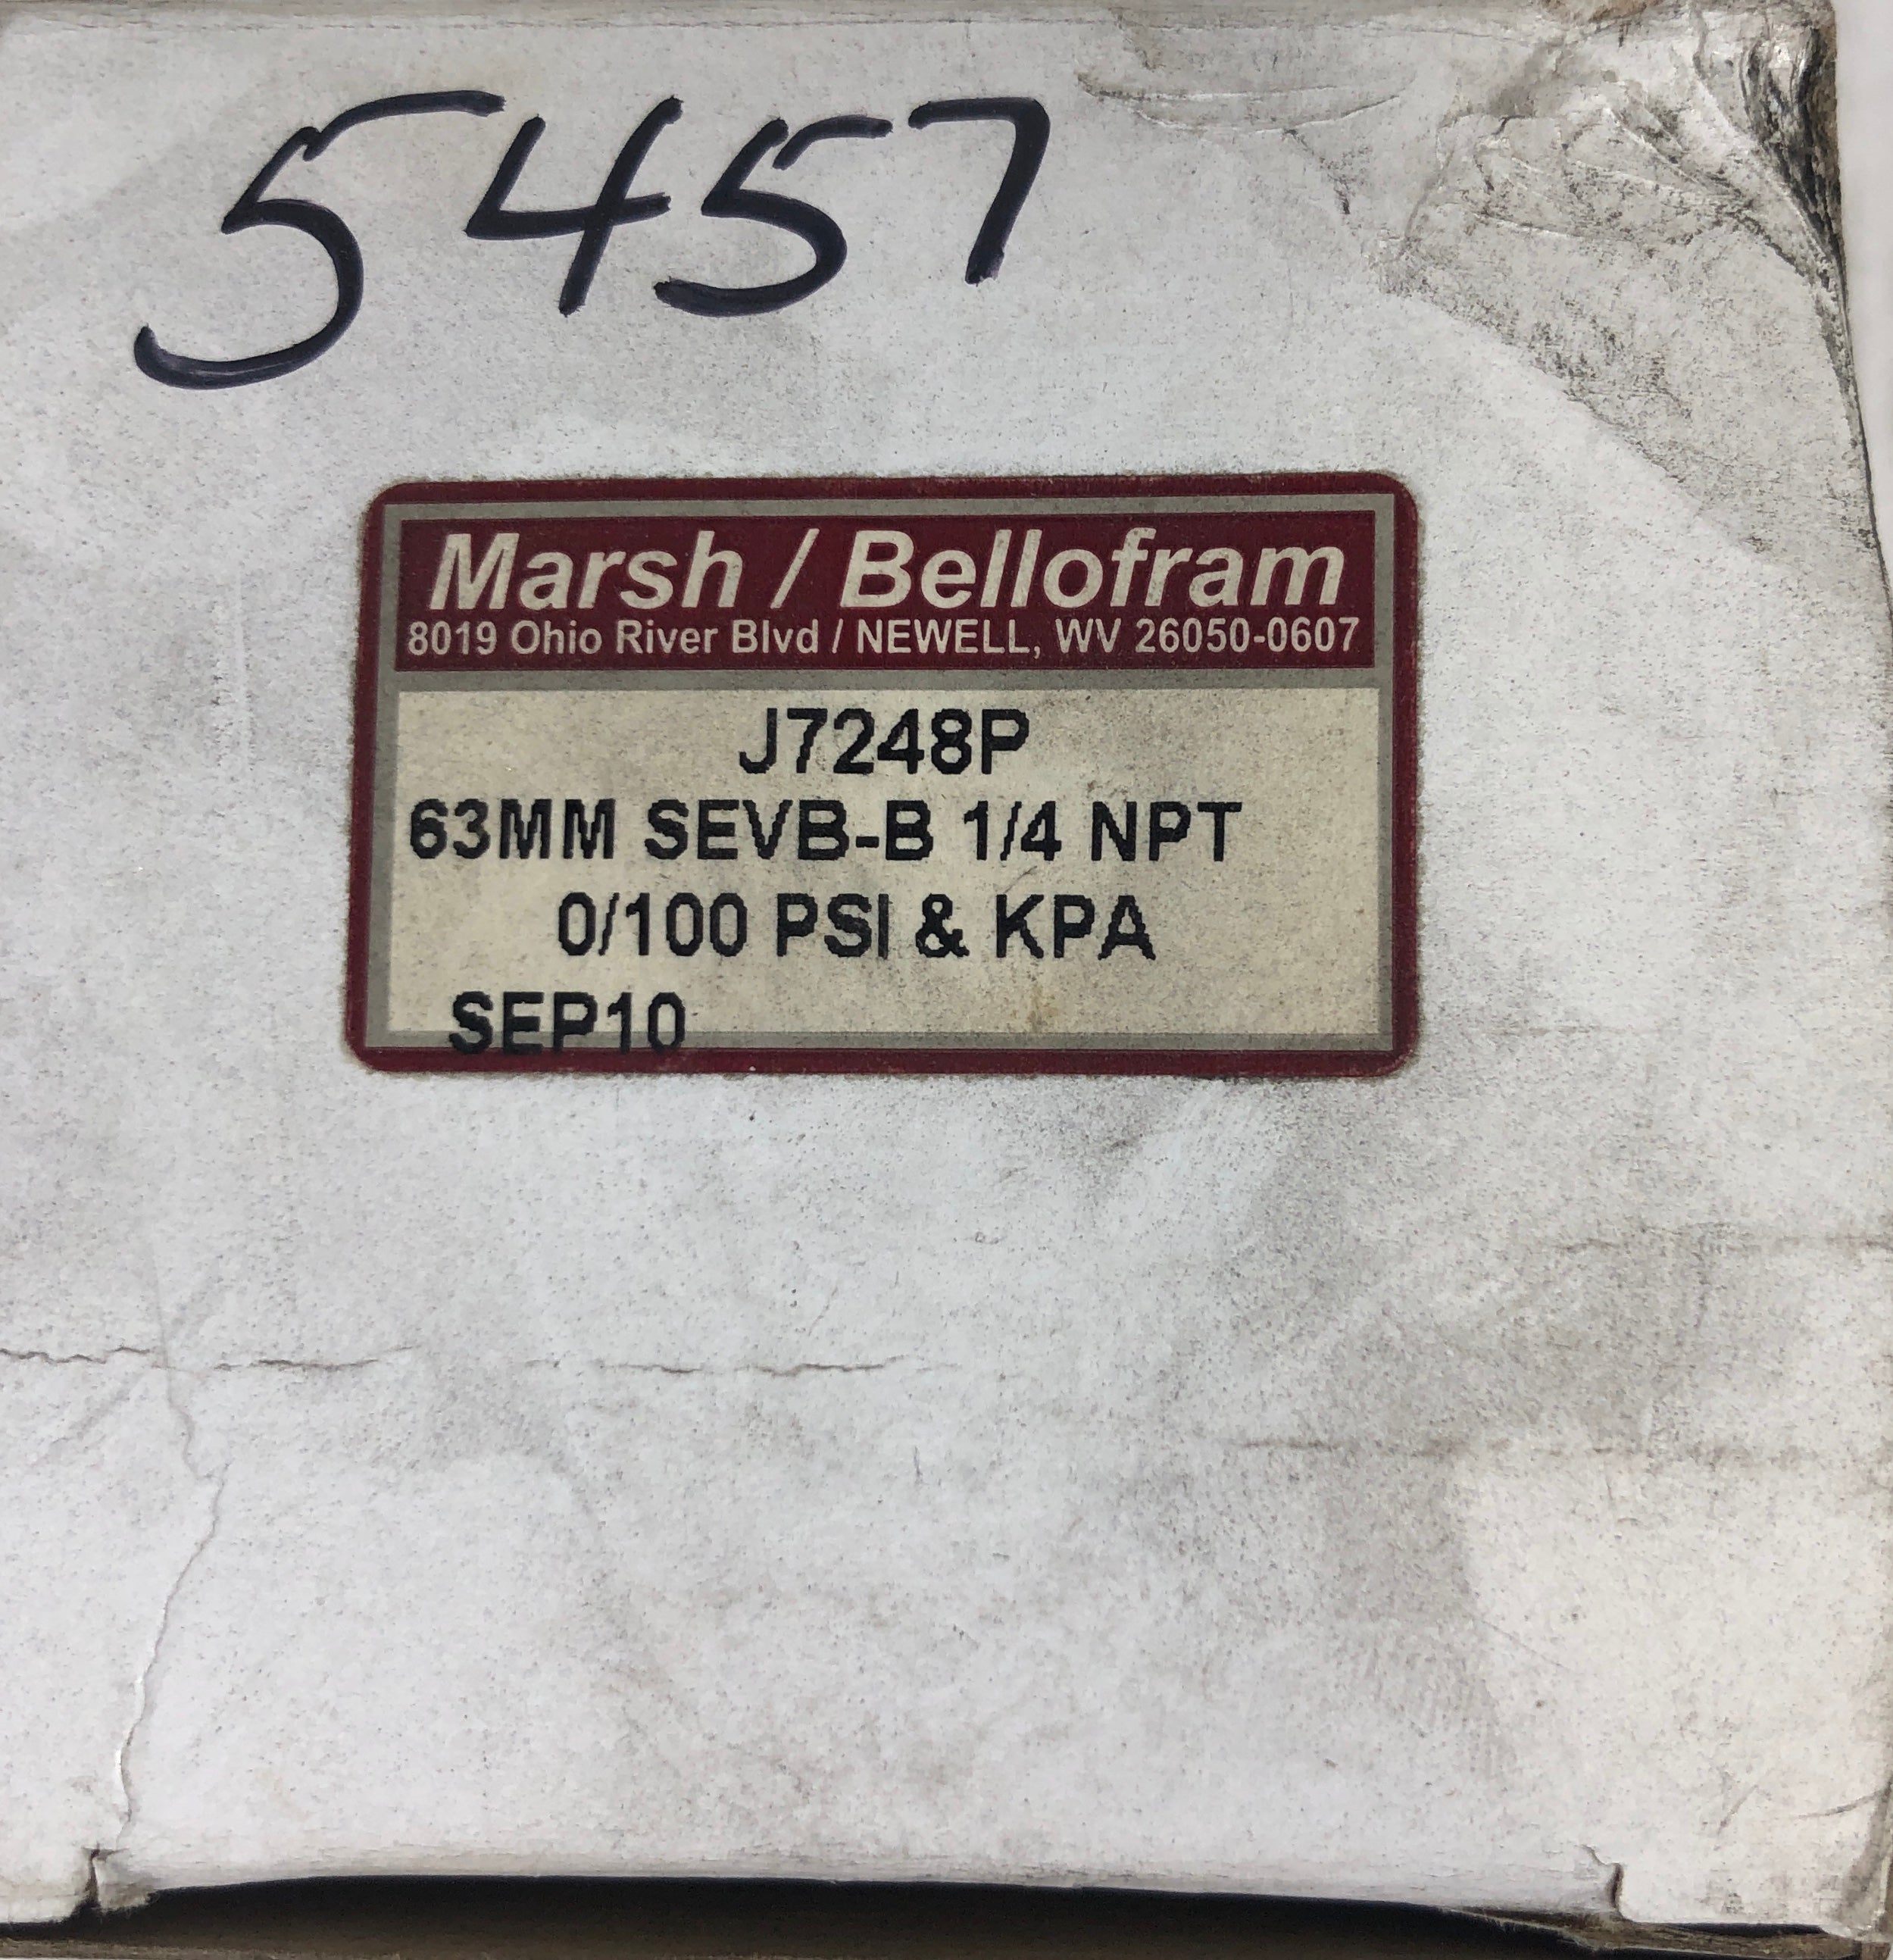 5457
Marsh / Bellofram
8019 Ohio River Blvd / NEWELL, WV 26050-0607
J7248P
63MM SEVB-B 1/4 NPT
0/100 PSI & KPA
SEP10